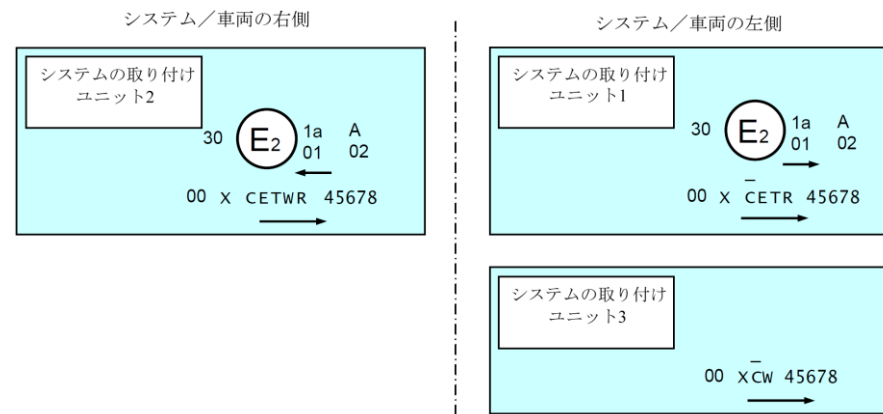 システム／車両の右側
システムの取り付け
ユニット2
30 E2 1a A
01 02
00 X CETWR 45678
システム／車両の左側
システムの取り付け
ユニット1
30 E2 1a A
01 02
00 X C̅ETR 45678
システムの取り付け
ユニット3
00 XC̅W 45678